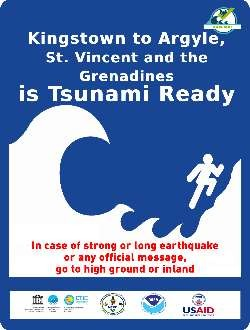 Kingstown to Argyle,
St. Vincent and the
Grenadines
is Tsunami Ready
In case of strong or long earthquake
or any official message,
go to high ground or inland
USAID